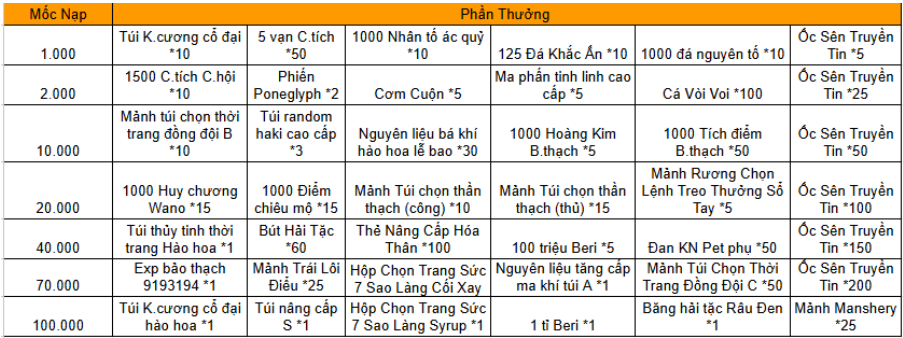 Mốc Nạp Phần Thưởng
1.000 Túi K.cương cổ đại *10 5 vạn C.tích *50 1000 Nhân tố ác quỷ *10 125 Đá Khắc Ấn *10 1000 đá nguyên tố *10 Ốc Sên Truyền Tin *5
2.000 1500 C.tích C.hội *10 Phiến Poneglyph *2 Cơm Cuộn *5 Ma phấn tinh linh cao cấp *5 Cá Vòi Voi *100 Ốc Sên Truyền Tin *25
10.000 Mảnh túi chọn thời trang đồng đội B *10 Túi random haki cao cấp *3 Nguyên liệu bá khí hào hoa lễ bao *30 1000 Hoàng Kim B.thạch *5 1000 Tích điểm B.thạch *50 Ốc Sên Truyền Tin *50
20.000 1000 Huy chương Wano *15 1000 Điểm chiêu mộ *15 Mảnh Túi chọn thần thạch (công) *10 Mảnh Túi chọn thần thạch (thủ) *15 Mảnh Rương Chọn Lệnh Treo Thưởng Sổ Tay *5 Ốc Sên Truyền Tin *100
40.000 Túi thủy tinh thời trang Hào hoa *1 Bút Hải Tặc *60 Thẻ Nâng Cấp Hóa Thân *100 100 triệu Beri *5 Đan KN Pet phụ *50 Ốc Sên Truyền Tin *150
70.000 Exp bảo thạch 9193194 *1 Mảnh Trái Lôi Điểu *25 Hộp Chọn Trang Sức 7 Sao Làng Cối Xay Nguyên liệu tăng cấp ma khí túi A *1 Mảnh Túi Chọn Thời Trang Đồng Đội C *50 Ốc Sên Truyền Tin *200
100.000 Túi K.cương cổ đại hào hoa *1 Túi nâng cấp S *1 Hộp Chọn Trang Sức 7 Sao Làng Syrup *1 1 tỉ Beri *1 Băng hải tặc Râu Đen *1 Mảnh Manshery *25